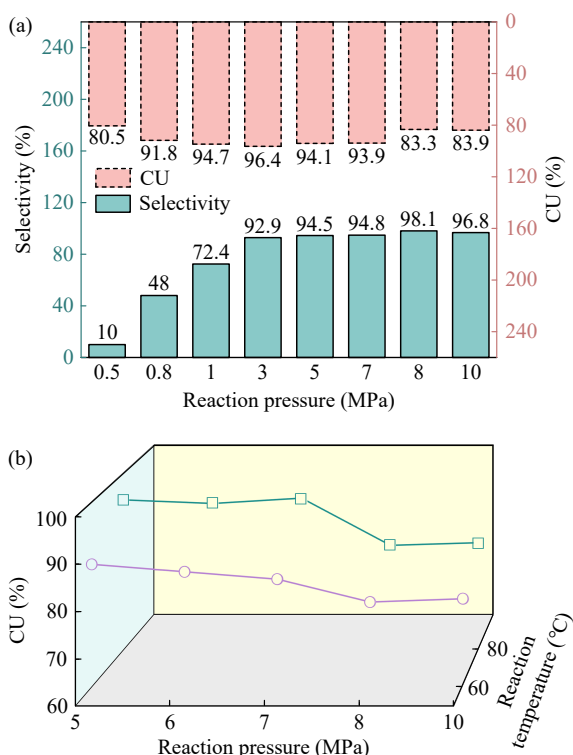 (a)
240
200
160
120
80
40
0
Selectivity (%)
0
40
80
120
160
200
240
CU (%)
80.5 91.8 94.7 96.4 94.1 93.9 83.3 83.9
CU
Selectivity
10 48 72.4 92.9 94.5 94.8 98.1 96.8
0.5 0.8 1 3 5 7 8 10
Reaction pressure (MPa)
(b)
100
90
80
70
60
CU (%)
5 6 7 8 10
Reaction pressure (MPa)
80
60
Reaction
temperature (°C)